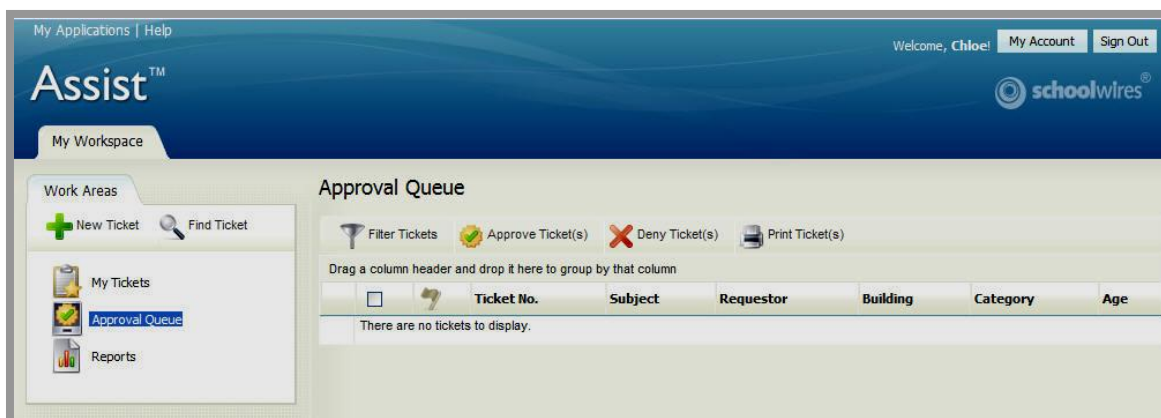 My Applications | Help
Welcome, Chloe! My Account Sign Out
Assist™
schoolwires®
My Workspace
Work Areas
New Ticket Find Ticket
My Tickets
Approval Queue
Reports
Approval Queue
Filter Tickets Approve Ticket(s) Deny Ticket(s) Print Ticket(s)
Drag a column header and drop it here to group by that column
Ticket No. Subject Requestor Building Category Age
There are no tickets to display.